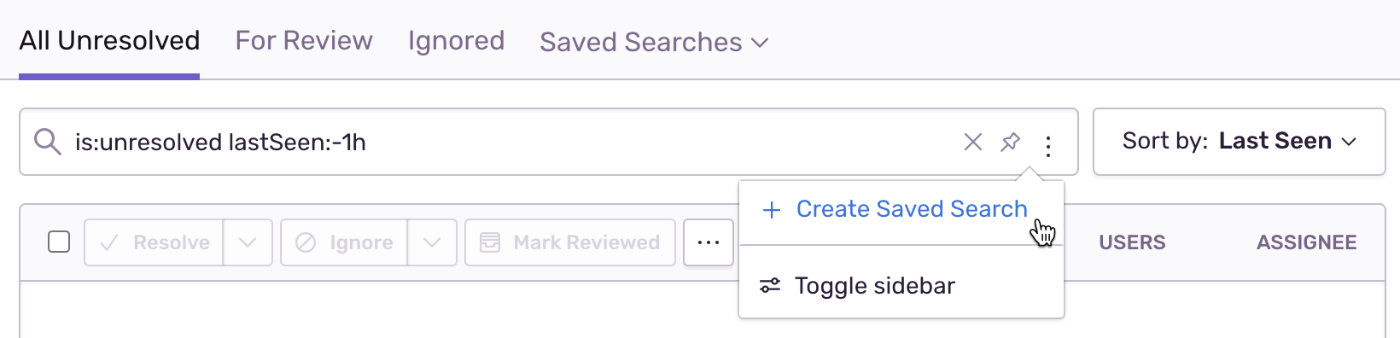 All Unresolved For Review Ignored Saved Searches
is:unresolved lastSeen:-1h
Sort by: Last Seen
+ Create Saved Search
Resolve Ignore Mark Reviewed ... USERS ASSIGNEE
Toggle sidebar